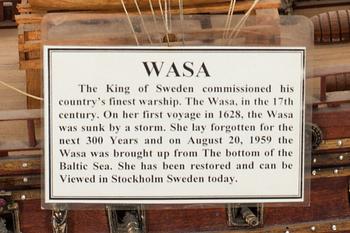 WASA
The King of Sweden commissioned his
country's finest warship. The Wasa, in the 17th
century. On her first voyage in 1628, the Wasa
was sunk by a storm. She lay forgotten for the
next 300 Years and on August 20, 1959 the
Wasa was brought up from The bottom of the
Baltic Sea. She has been restored and can be
Viewed in Stockholm Sweden today.